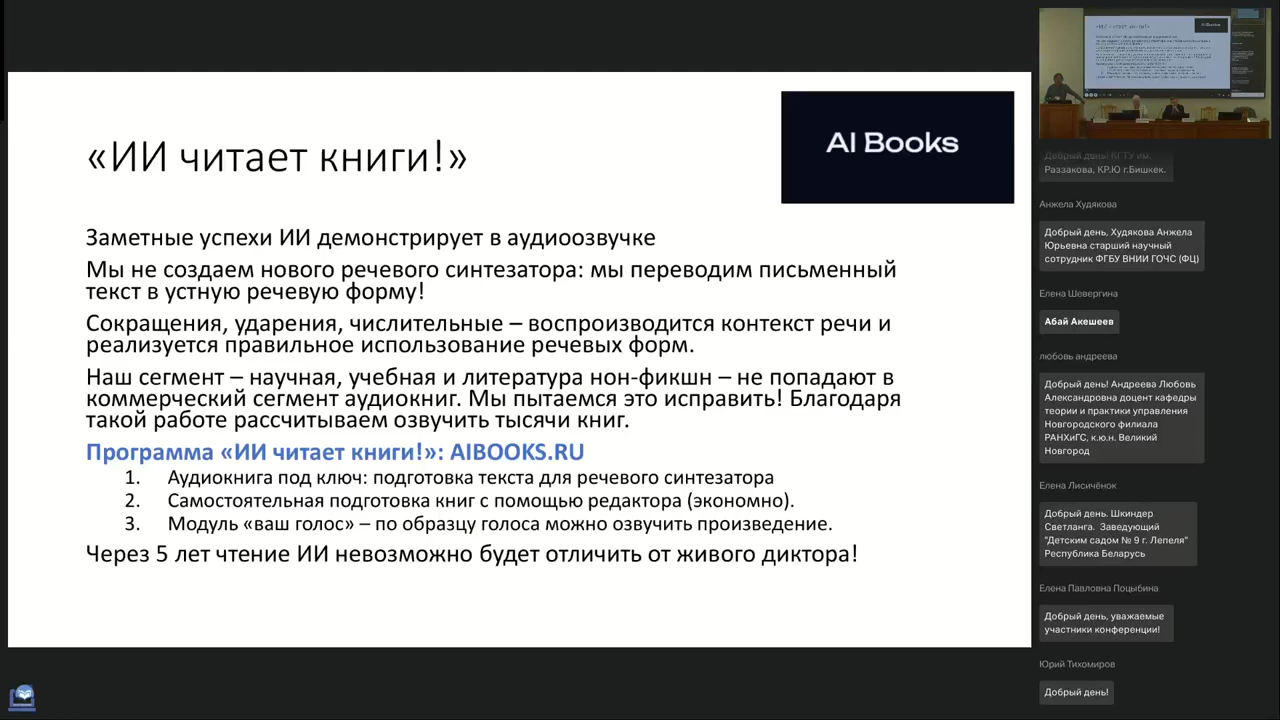 «ИИ читает книги!»
AI Books
Заметные успехи ИИ демонстрирует в аудиоозвучке
Мы не создаем нового речевого синтезатора: мы переводим письменный
текст в устную речевую форму!
Сокращения, ударения, числительные – воспроизводится контекст речи и
реализуется правильное использование речевых форм.
Наш сегмент – научная, учебная и литература нон-фикшн – не попадают в
коммерческий сегмент аудиокниг. Мы пытаемся это исправить! Благодаря
такой работе рассчитываем озвучить тысячи книг.
Программа «ИИ читает книги!»: AIBOOKS.RU
1. Аудиокнига под ключ: подготовка текста для речевого синтезатора
2. Самостоятельная подготовка книг с помощью редактора (экономно).
3. Модуль «ваш голос» – по образцу голоса можно озвучить произведение.
Через 5 лет чтение ИИ невозможно будет отличить от живого диктора!
Добрый день! КГТУ им.
Раззакова, КР.Ю г.Бишкек.
Анжела Худякова
Добрый день, Худякова Анжела
Юрьевна старший научный
сотрудник ФГБУ ВНИИ ГОЧС (ФЦ)
Елена Шевергина
Абай Акешеев
любовь андреева
Добрый день! Андреева Любовь
Александровна доцент кафедры
теории и практики управления
Новгородского филиала
РАНХиГС, к.ю.н. Великий
Новгород
Елена Лисичёнок
Добрый день. Шкиндер
Светланга. Заведующий
"Детским садом № 9 г. Лепеля"
Республика Беларусь
Елена Павловна Поцыбина
Добрый день, уважаемые
участники конференции!
Юрий Тихомиров
Добрый день!